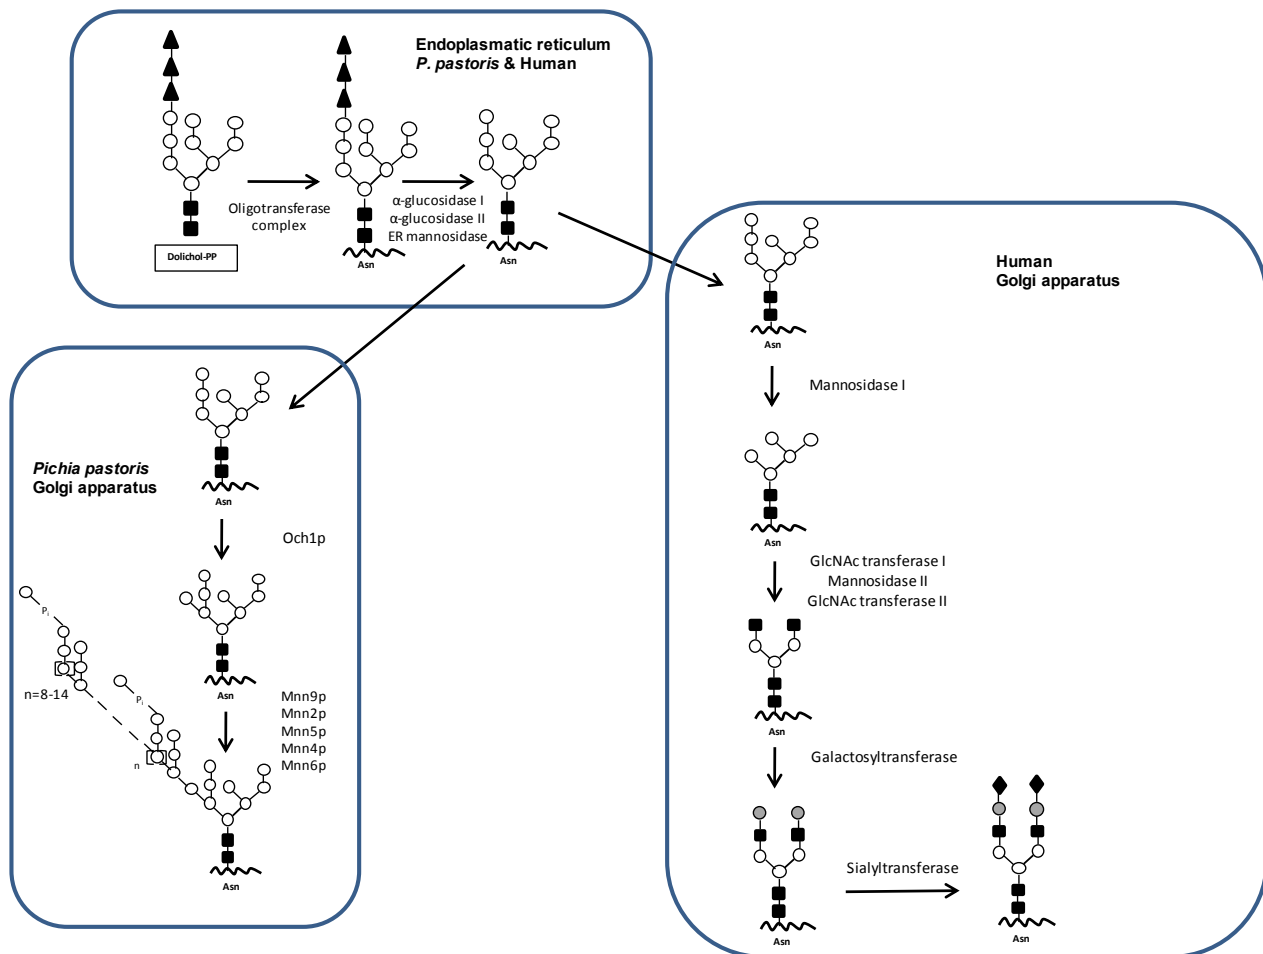 Endoplasmatic reticulum
P. pastoris & Human
Oligotransferase
complex
α-glucosidase I
α-glucosidase II
ER mannosidase
Dolichol-PP
Asn
Asn
Human
Golgi apparatus
Asn
Mannosidase I
Asn
GlcNAc transferase I
Mannosidase II
GlcNAc transferase II
Asn
Galactosyltransferase
Asn
Sialyltransferase
Asn
Pichia pastoris
Golgi apparatus
Asn
Och1p
Asn
Pi
n=8-14
Pi
n
Mnn9p
Mnn2p
Mnn5p
Mnn4p
Mnn6p
Asn